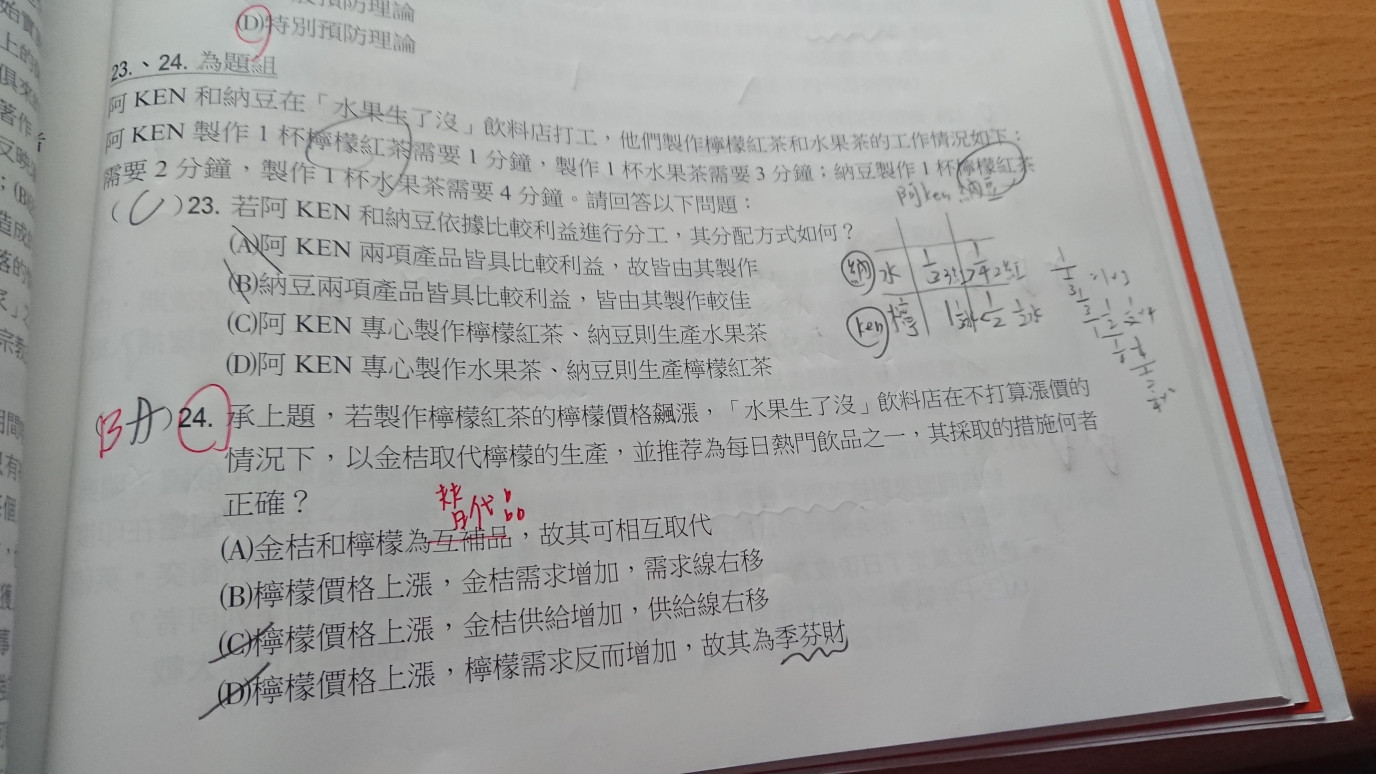 預防理論
(D)特別預防理論
23.、24. 為題組
阿 KEN 和納豆在「水果生了沒」飲料店打工，他們製作檸檬紅茶和水果茶的工作情況如下：
阿 KEN 製作 1 杯檸檬紅茶需要 1 分鐘，製作 1 杯水果茶需要 3 分鐘；納豆製作 1 杯檸檬紅茶
需要 2 分鐘，製作 1 杯水果茶需要 4 分鐘。請回答以下問題：
阿ken 納豆
( C )23. 若阿 KEN 和納豆依據比較利益進行分工，其分配方式如何？
(A)阿 KEN 兩項產品皆具比較利益，故皆由其製作
納 水 1/3 1/4
(B)納豆兩項產品皆具比較利益，皆由其製作較佳
ken 檸 1 1/2
(C)阿 KEN 專心製作檸檬紅茶、納豆則生產水果茶
(D)阿 KEN 專心製作水果茶、納豆則生產檸檬紅茶
B A )24. 承上題，若製作檸檬紅茶的檸檬價格飆漲，「水果生了沒」飲料店在不打算漲價的
情況下，以金桔取代檸檬的生產，並推荐為每日熱門飲品之一，其採取的措施何者
正確？
替代品
(A)金桔和檸檬為互補品，故其可相互取代
(B)檸檬價格上漲，金桔需求增加，需求線右移
(C)檸檬價格上漲，金桔供給增加，供給線右移
(D)檸檬價格上漲，檸檬需求反而增加，故其為季芬財